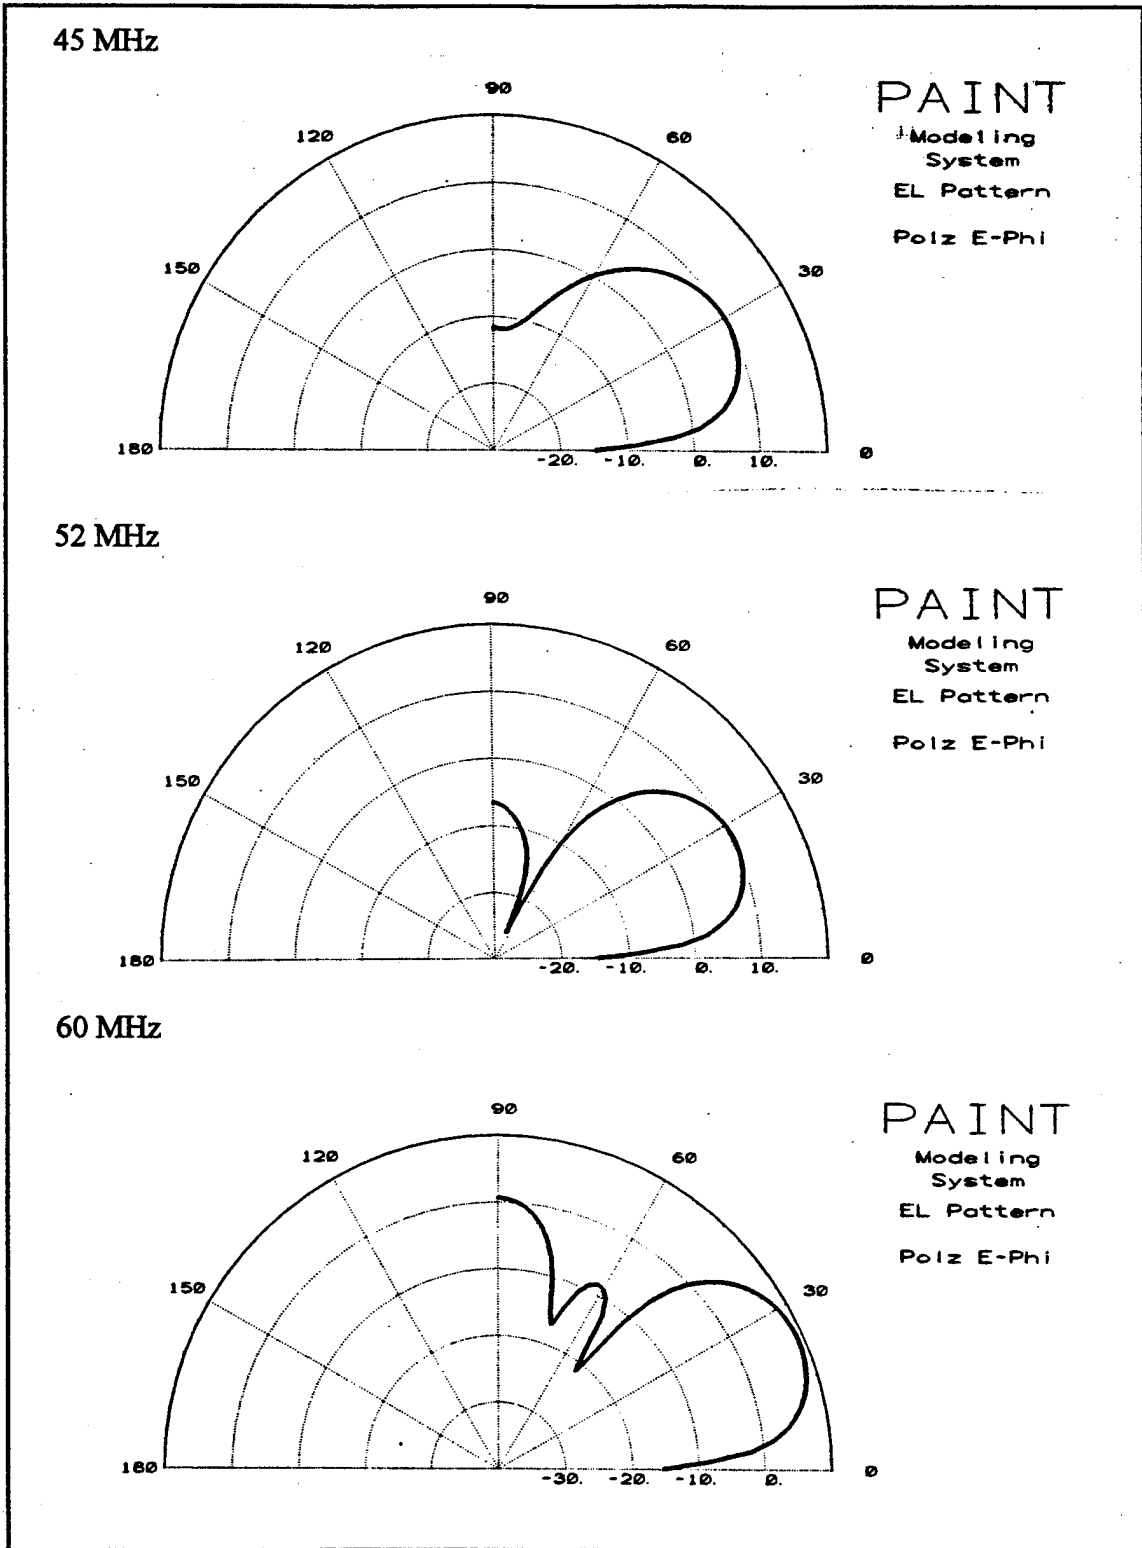 45 MHz
PAINT
Modeling
System
EL Pattern
Polz E-Phi
90
120
60
150
30
180
-20. -10. 0. 10.
0
52 MHz
PAINT
Modeling
System
EL Pattern
Polz E-Phi
90
120
60
150
30
180
-20. -10. 0. 10.
0
60 MHz
PAINT
Modeling
System
EL Pattern
Polz E-Phi
90
120
60
150
30
180
-30. -20. -10. 0.
0